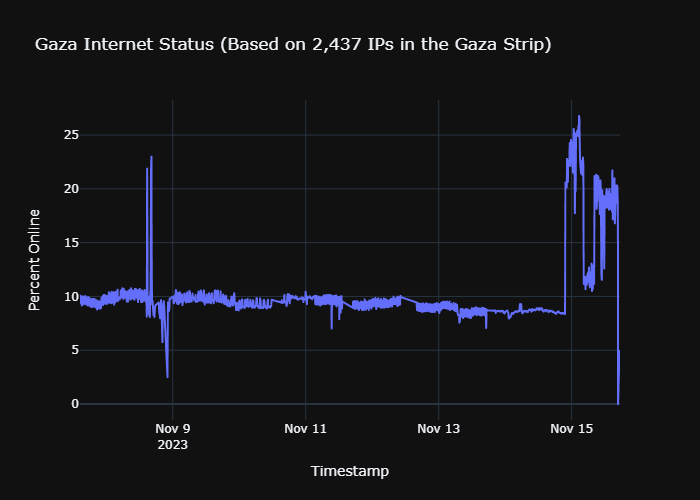 Gaza Internet Status (Based on 2,437 IPs in the Gaza Strip)
Percent Online
25
20
15
10
5
0
Nov 9
2023
Nov 11
Nov 13
Nov 15
Timestamp